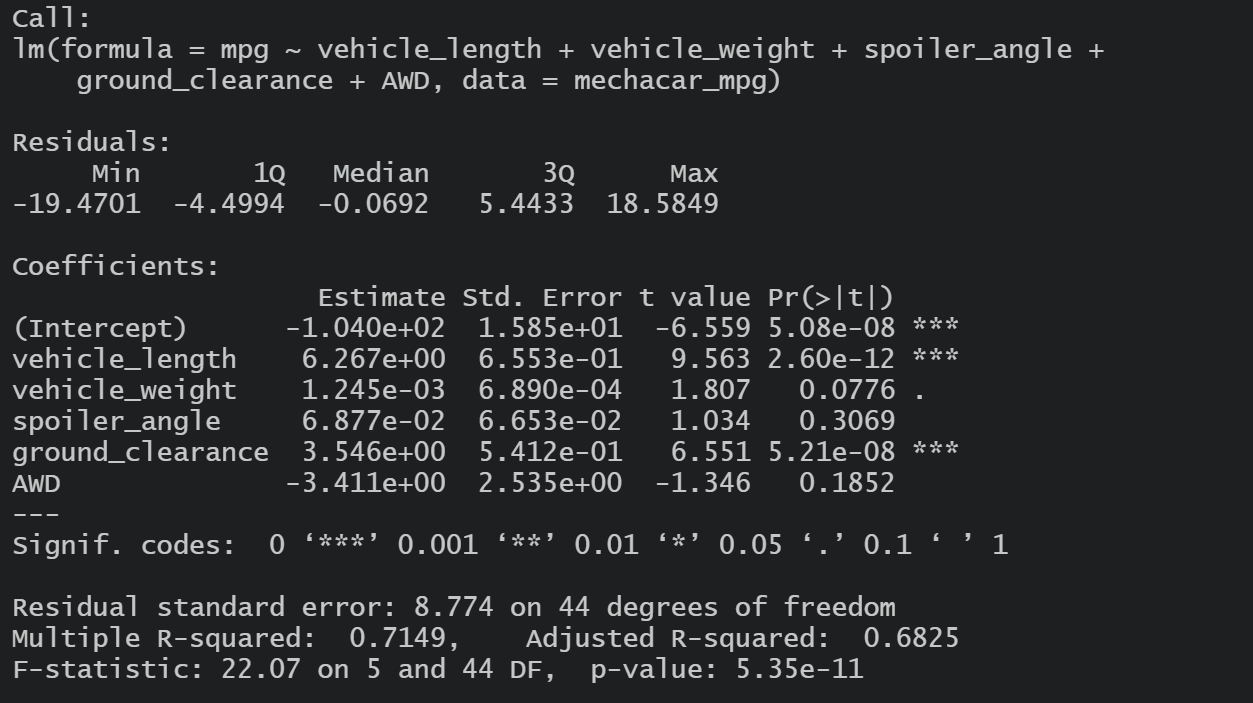 Call:
lm(formula = mpg ~ vehicle_length + vehicle_weight + spoiler_angle +
    ground_clearance + AWD, data = mechacar_mpg)

Residuals:
     Min       1Q   Median       3Q      Max
-19.4701  -4.4994  -0.0692   5.4433  18.5849

Coefficients:
                   Estimate Std. Error t value Pr(>|t|)
(Intercept)      -1.040e+02  1.585e+01  -6.559 5.08e-08 ***
vehicle_length    6.267e+00  6.553e-01   9.563 2.60e-12 ***
vehicle_weight    1.245e-03  6.890e-04   1.807   0.0776 .
spoiler_angle     6.877e-02  6.653e-02   1.034   0.3069
ground_clearance  3.546e+00  5.412e-01   6.551 5.21e-08 ***
AWD              -3.411e+00  2.535e+00  -1.346   0.1852
---
Signif. codes:  0 ‘***’ 0.001 ‘**’ 0.01 ‘*’ 0.05 ‘.’ 0.1 ‘ ’ 1

Residual standard error: 8.774 on 44 degrees of freedom
Multiple R-squared:  0.7149,    Adjusted R-squared:  0.6825
F-statistic: 22.07 on 5 and 44 DF,  p-value: 5.35e-11